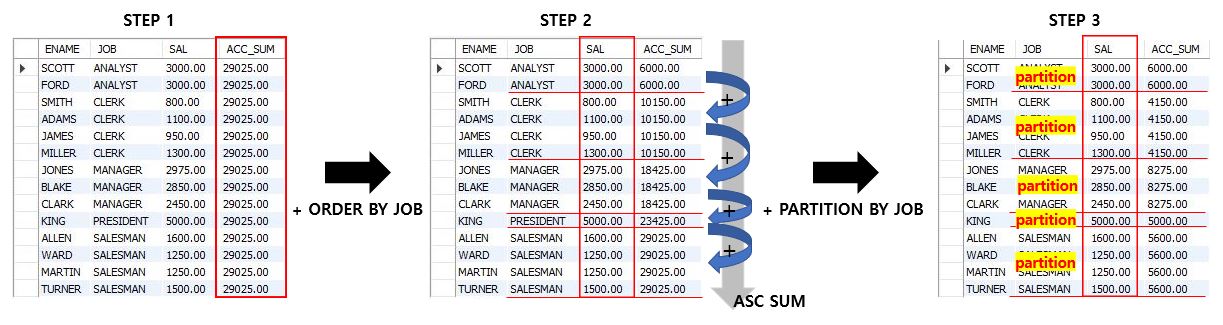 STEP 1
ENAME JOB SAL ACC_SUM
SCOTT ANALYST 3000.00 29025.00
FORD ANALYST 3000.00 29025.00
SMITH CLERK 800.00 29025.00
ADAMS CLERK 1100.00 29025.00
JAMES CLERK 950.00 29025.00
MILLER CLERK 1300.00 29025.00
JONES MANAGER 2975.00 29025.00
BLAKE MANAGER 2850.00 29025.00
CLARK MANAGER 2450.00 29025.00
KING PRESIDENT 5000.00 29025.00
ALLEN SALESMAN 1600.00 29025.00
WARD SALESMAN 1250.00 29025.00
MARTIN SALESMAN 1250.00 29025.00
TURNER SALESMAN 1500.00 29025.00
+ ORDER BY JOB
STEP 2
ENAME JOB SAL ACC_SUM
SCOTT ANALYST 3000.00 6000.00
FORD ANALYST 3000.00 6000.00
SMITH CLERK 800.00 10150.00
ADAMS CLERK 1100.00 10150.00
JAMES CLERK 950.00 10150.00
MILLER CLERK 1300.00 10150.00
JONES MANAGER 2975.00 18425.00
BLAKE MANAGER 2850.00 18425.00
CLARK MANAGER 2450.00 18425.00
KING PRESIDENT 5000.00 23425.00
ALLEN SALESMAN 1600.00 29025.00
WARD SALESMAN 1250.00 29025.00
MARTIN SALESMAN 1250.00 29025.00
TURNER SALESMAN 1500.00 29025.00
+
+
+
+
ASC SUM
+ PARTITION BY JOB
STEP 3
ENAME JOB SAL ACC_SUM
SCOTT ANALYST 3000.00 6000.00
partition
FORD ANALYST 3000.00 6000.00
SMITH CLERK 800.00 4150.00
ADAMS 1100.00 4150.00
partition
JAMES CLERK 950.00 4150.00
MILLER CLERK 1300.00 4150.00
JONES MANAGER 2975.00 8275.00
BLAKE partition 2850.00 8275.00
CLARK MANAGER 2450.00 8275.00
KING partition 5000.00 5000.00
ALLEN SALESMAN 1600.00 5600.00
WARD SALESMAN 1250.00 5600.00
partition
MARTIN SALESMAN 1250.00 5600.00
TURNER SALESMAN 1500.00 5600.00